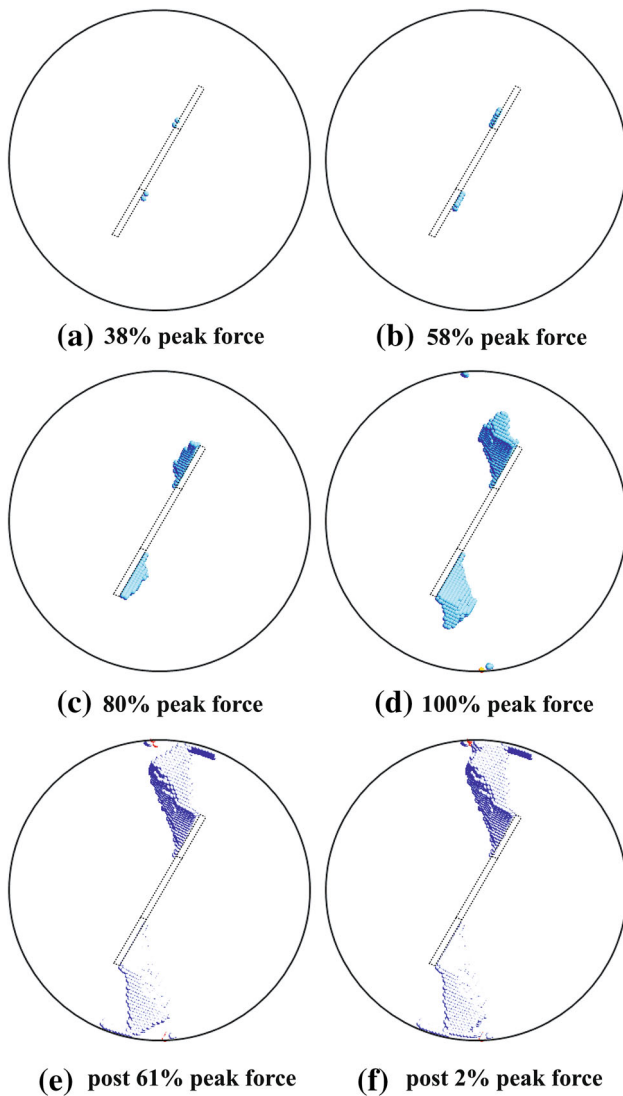 (a) 38% peak force
(b) 58% peak force
(c) 80% peak force
(d) 100% peak force
(e) post 61% peak force
(f) post 2% peak force